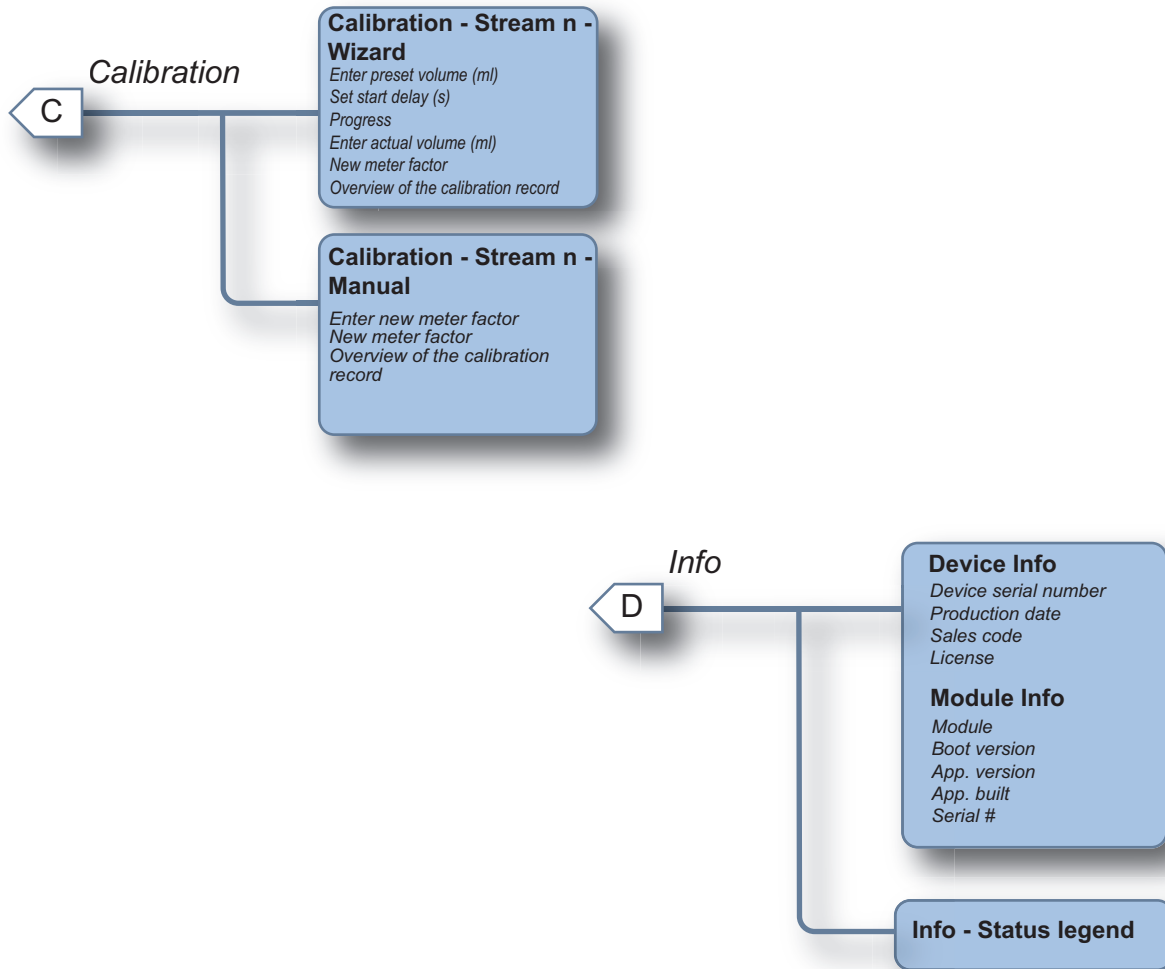 Calibration
C
Calibration - Stream n -
Wizard
Enter preset volume (ml)
Set start delay (s)
Progress
Enter actual volume (ml)
New meter factor
Overview of the calibration record
Calibration - Stream n -
Manual
Enter new meter factor
New meter factor
Overview of the calibration
record
Info
D
Device Info
Device serial number
Production date
Sales code
License
Module Info
Module
Boot version
App. version
App. built
Serial #
Info - Status legend